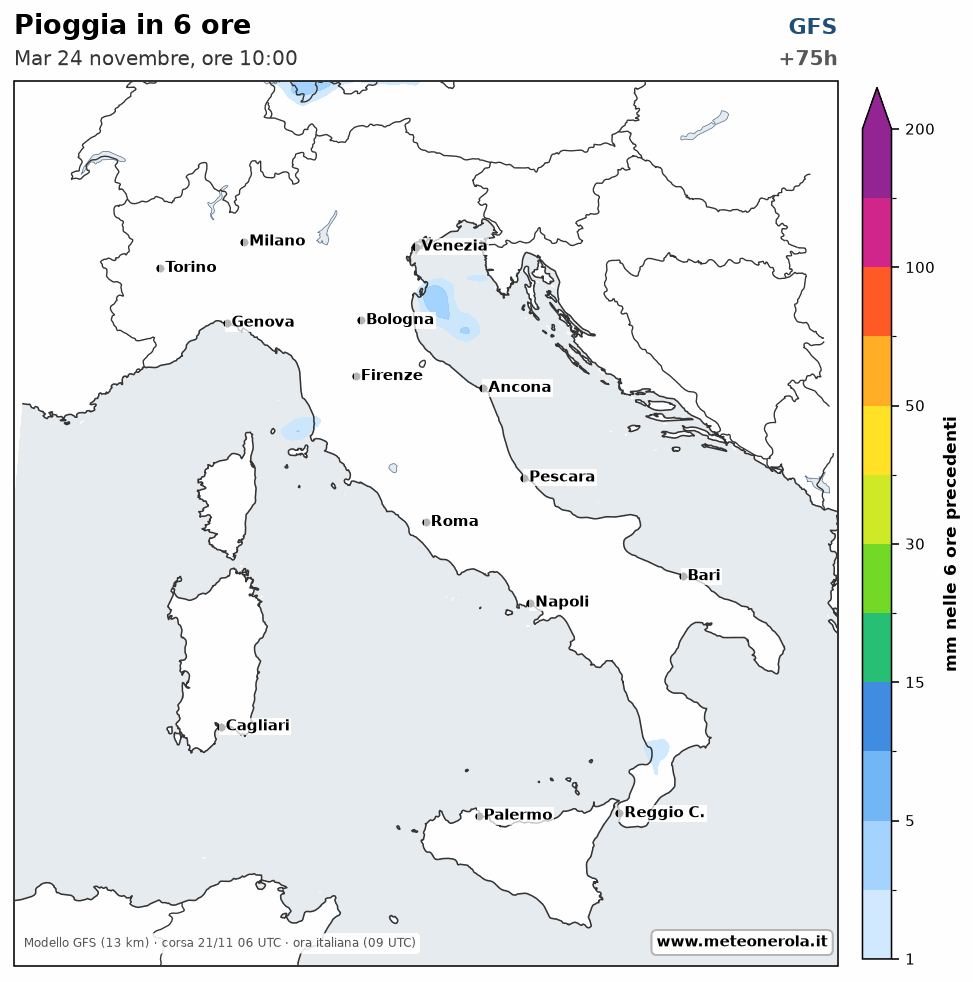 Pioggia in 6 ore
GFS
Mar 24 novembre, ore 10:00
+75h
Milano
Venezia
Torino
Genova
Bologna
Firenze
Ancona
Pescara
Roma
Bari
Napoli
Cagliari
Palermo
Reggio C.
Modello GFS (13 km) · corsa 21/11 06 UTC · ora italiana (09 UTC)
www.meteonerola.it
200
100
50
30
15
5
1
mm nelle 6 ore precedenti